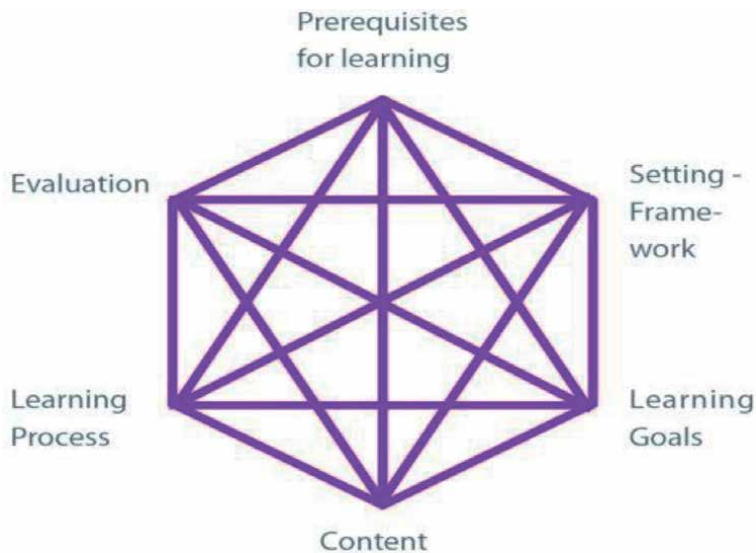 Prerequisites
for learning
Evaluation
Setting -
Frame-
work
Learning
Process
Learning
Goals
Content